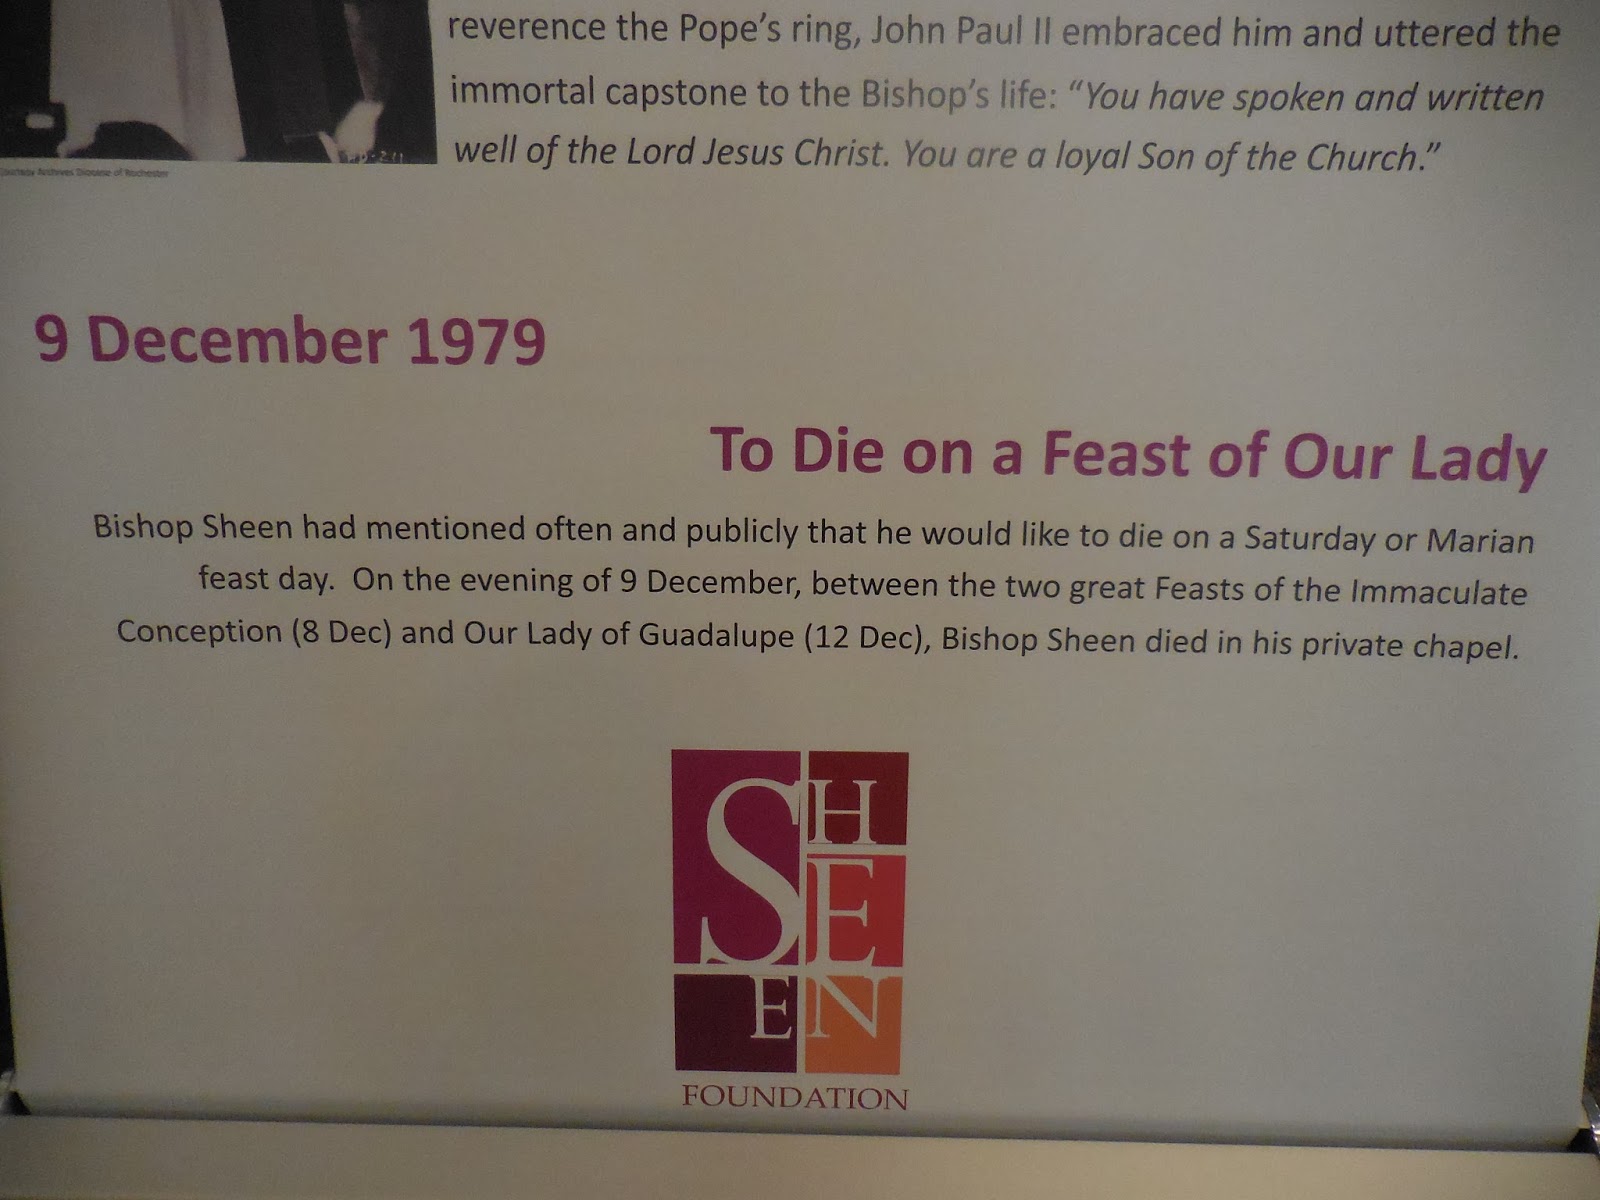 reverence the Pope's ring, John Paul II embraced him and uttered the
immortal capstone to the Bishop's life: “You have spoken and written
well of the Lord Jesus Christ. You are a loyal Son of the Church.”
Courtesy Archives Diocese of Rochester
9 December 1979
To Die on a Feast of Our Lady
Bishop Sheen had mentioned often and publicly that he would like to die on a Saturday or Marian
feast day. On the evening of 9 December, between the two great Feasts of the Immaculate
Conception (8 Dec) and Our Lady of Guadalupe (12 Dec), Bishop Sheen died in his private chapel.
SHEEN
FOUNDATION